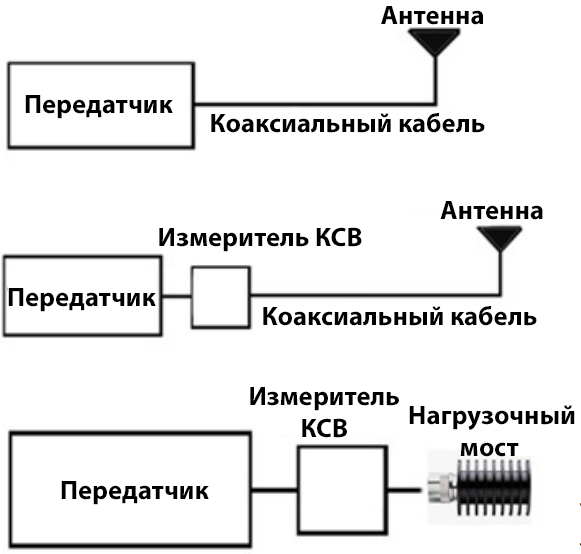 Антенна
Передатчик
Коаксиальный кабель
Антенна
Измеритель КСВ
Передатчик
Коаксиальный кабель
Измеритель
КСВ
Нагрузочный
мост
Передатчик